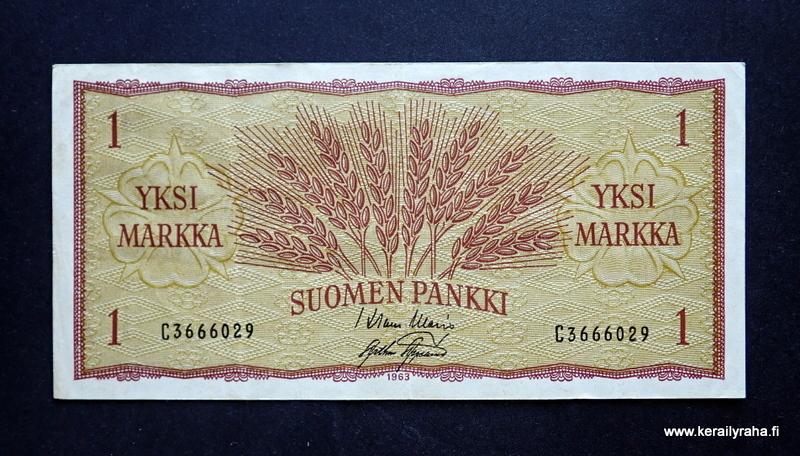 1 1
YKSI MARKKA
YKSI MARKKA
SUOMEN PANKKI
1 C3666029 C3666029 1
1963
www.kerailyraha.fi